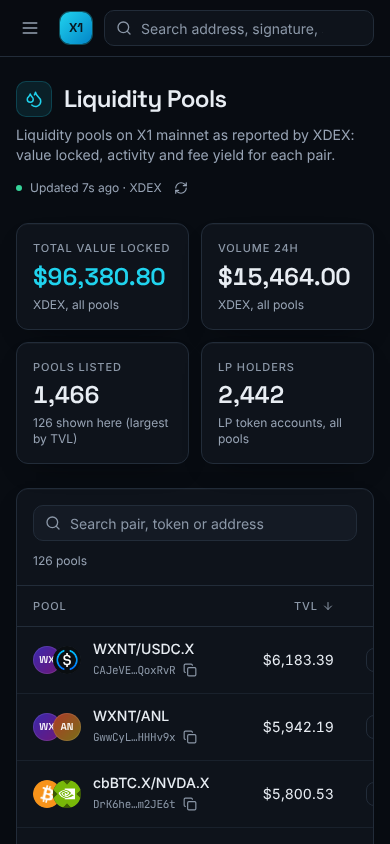 X1
Search address, signature,
Liquidity Pools
Liquidity pools on X1 mainnet as reported by XDEX:
value locked, activity and fee yield for each pair.
Updated 7s ago · XDEX
TOTAL VALUE LOCKED
$96,380.80
XDEX, all pools
VOLUME 24H
$15,464.00
XDEX, all pools
POOLS LISTED
1,466
126 shown here (largest
by TVL)
LP HOLDERS
2,442
LP token accounts, all
pools
Search pair, token or address
126 pools
POOL
TVL ↓
WX
WXNT/USDC.X
$6,183.39
CAJeVE…QoxRvR
WX
AN
WXNT/ANL
$5,942.19
GwwCyL…HHHv9x
cbBTC.X/NVDA.X
$5,800.53
DrK6he…m2JE6t